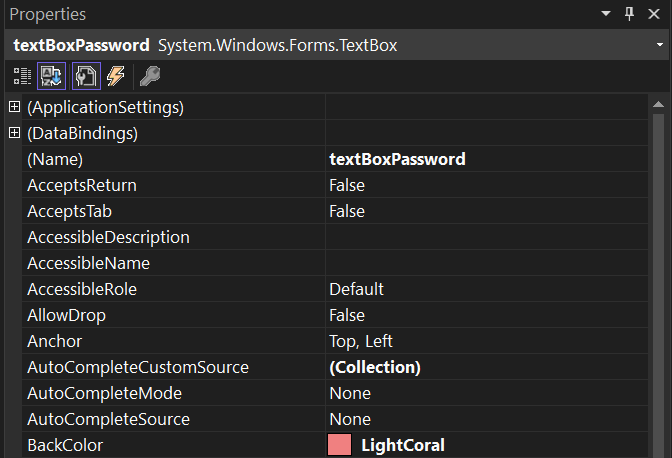 Properties
textBoxPassword System.Windows.Forms.TextBox
(ApplicationSettings)
(DataBindings)
(Name) textBoxPassword
AcceptsReturn False
AcceptsTab False
AccessibleDescription
AccessibleName
AccessibleRole Default
AllowDrop False
Anchor Top, Left
AutoCompleteCustomSource (Collection)
AutoCompleteMode None
AutoCompleteSource None
BackColor LightCoral